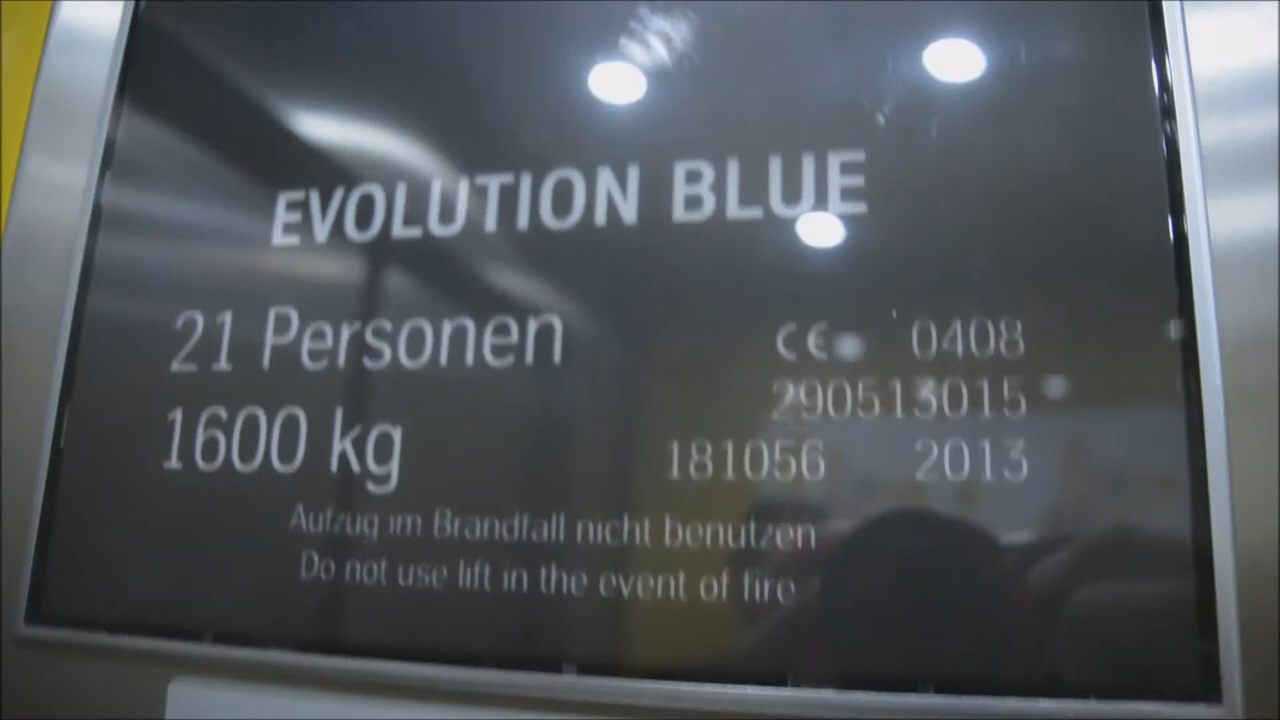 EVOLUTION BLUE
21 Personen
1600 kg
CE 0408
290513015
181056 2013
Aufzug im Brandfall nicht benutzen
Do not use lift in the event of fire